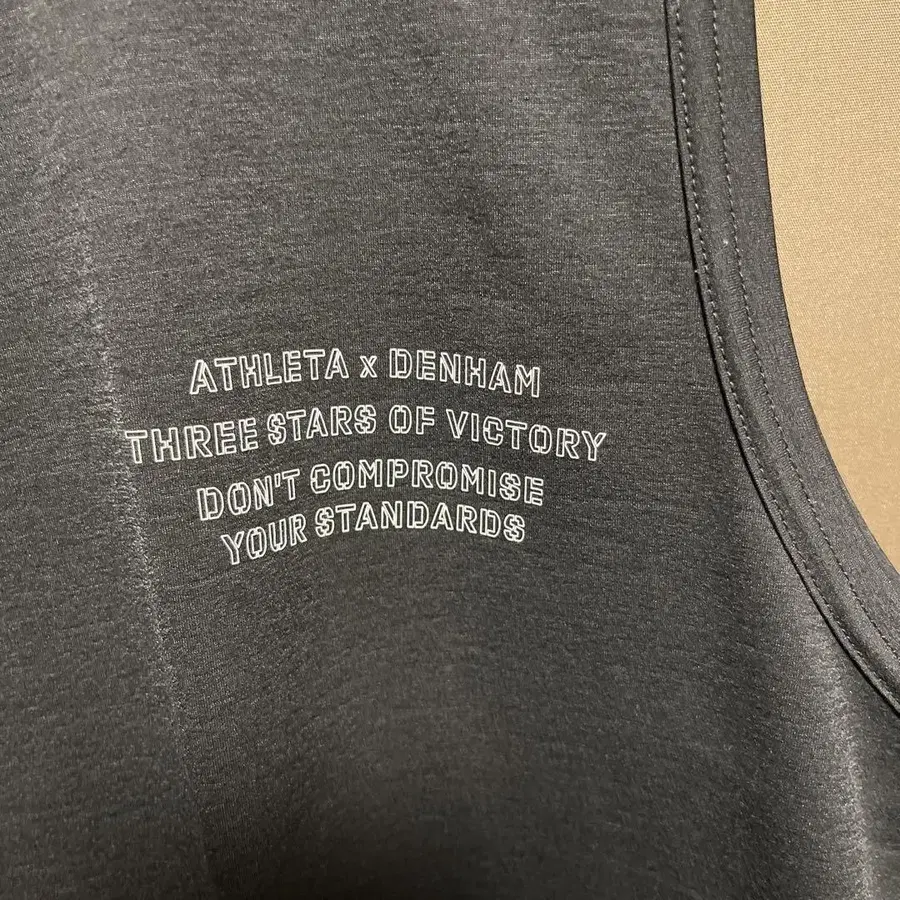 ATHLETA x DENHAM
THREE STARS OF VICTORY
DON'T COMPROMISE
YOUR STANDARDS